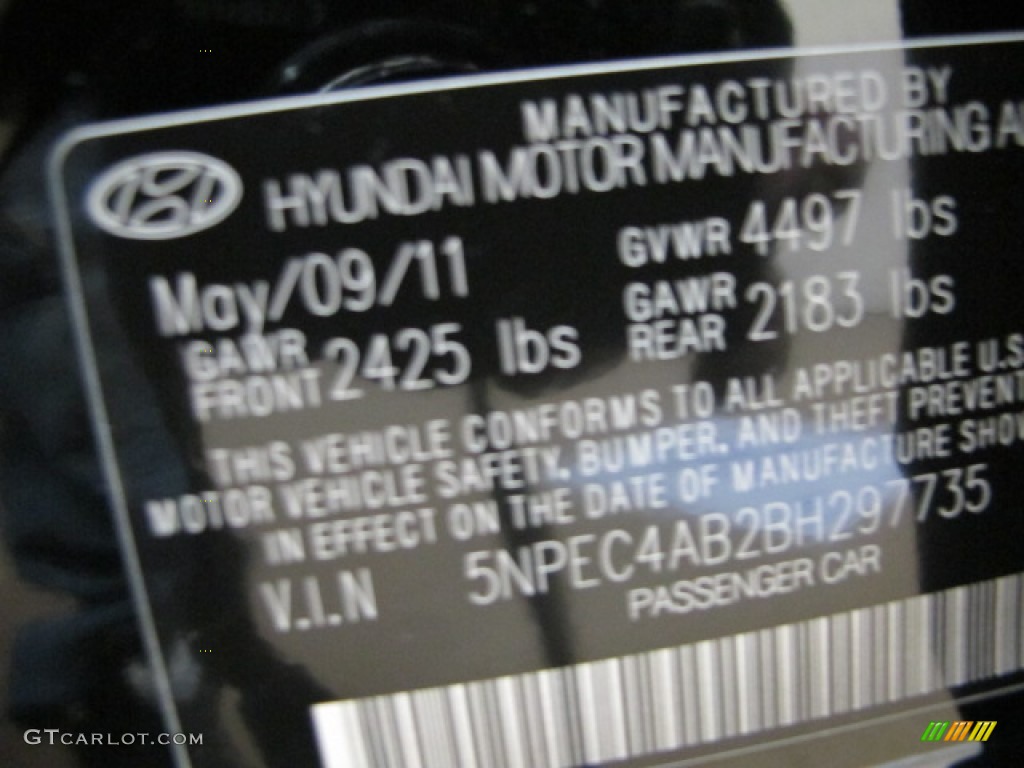 MANUFACTURED BY
HYUNDAI MOTOR MANUFACTURING A
May/09/11 GVWR 4497 lbs
GAWR FRONT 2425 lbs GAWR REAR 2183 lbs
THIS VEHICLE CONFORMS TO ALL APPLICABLE U.S
MOTOR VEHICLE SAFETY, BUMPER, AND THEFT PREVENT
IN EFFECT ON THE DATE OF MANUFACTURE SHOW
V.I.N 5NPEC4AB2BH297735
PASSENGER CAR
GTCARLOT.COM